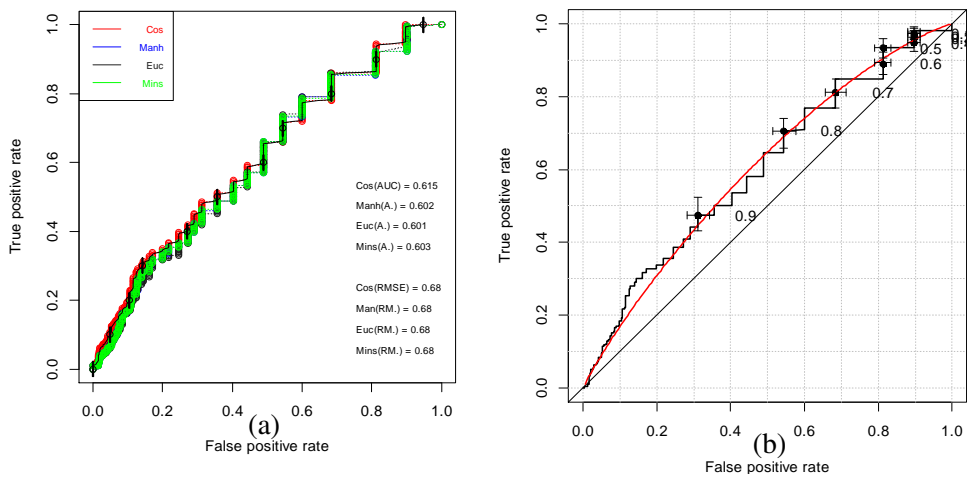 Cos
Manh
Euc
Mins
Cos(AUC) = 0.615
Manh(A.) = 0.602
Euc(A.) = 0.601
Mins(A.) = 0.603
Cos(RMSE) = 0.68
Man(RM.) = 0.68
Euc(RM.) = 0.68
Mins(RM.) = 0.68
True positive rate
1.0
0.8
0.6
0.4
0.2
0.0
0.0 0.2 0.4 0.6 0.8 1.0
(a)
False positive rate
True positive rate
1.0
0.8
0.6
0.4
0.2
0.0
0.5
0.6
0.7
0.8
0.9
0.0 0.2 0.4 0.6 0.8 1.0
(b)
False positive rate